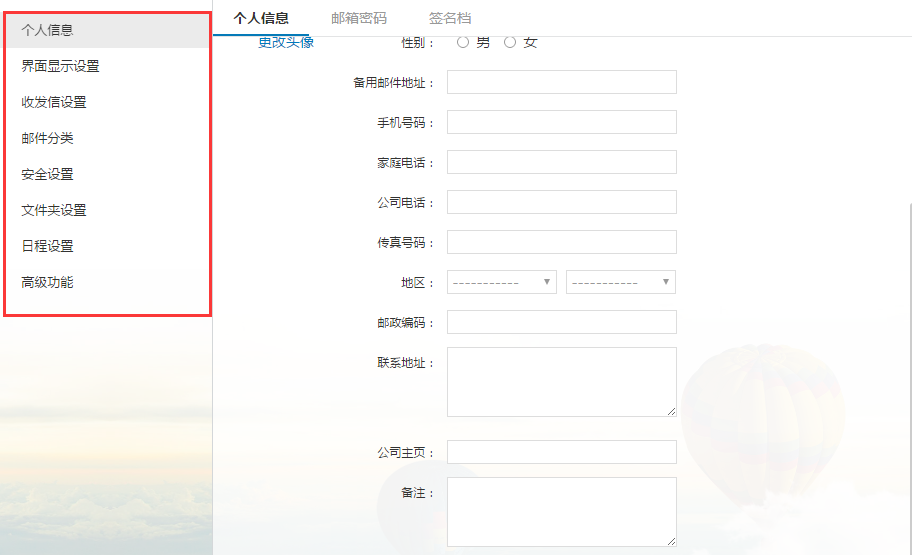 个人信息
界面显示设置
收发信设置
邮件分类
安全设置
文件夹设置
日程设置
高级功能
个人信息 邮箱密码 签名档
更改头像
性别： 男 女
备用邮件地址：
手机号码：
家庭电话：
公司电话：
传真号码：
地区： ----------- -----------
邮政编码：
联系地址：
公司主页：
备注：